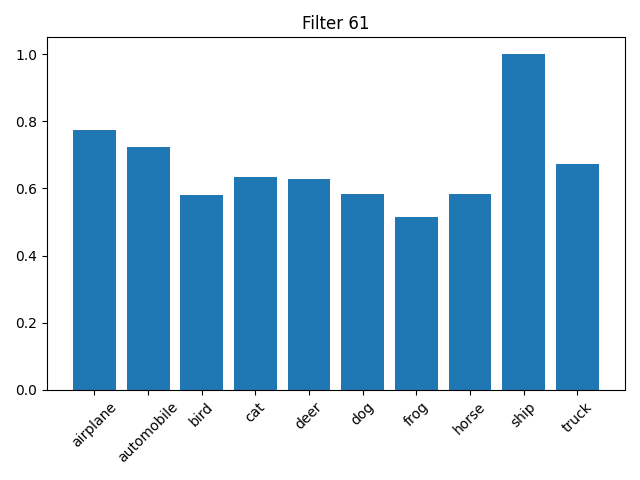 Filter 61
1.0
0.8
0.6
0.4
0.2
0.0
airplane
automobile
bird
cat
deer
dog
frog
horse
ship
truck